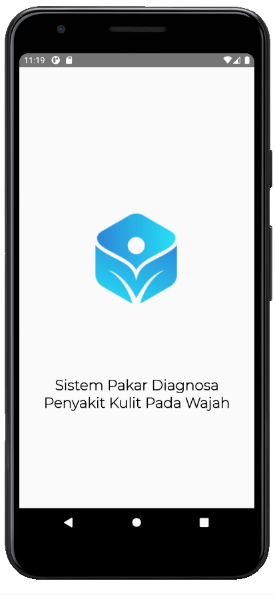 11:19
Sistem Pakar Diagnosa
Penyakit Kulit Pada Wajah